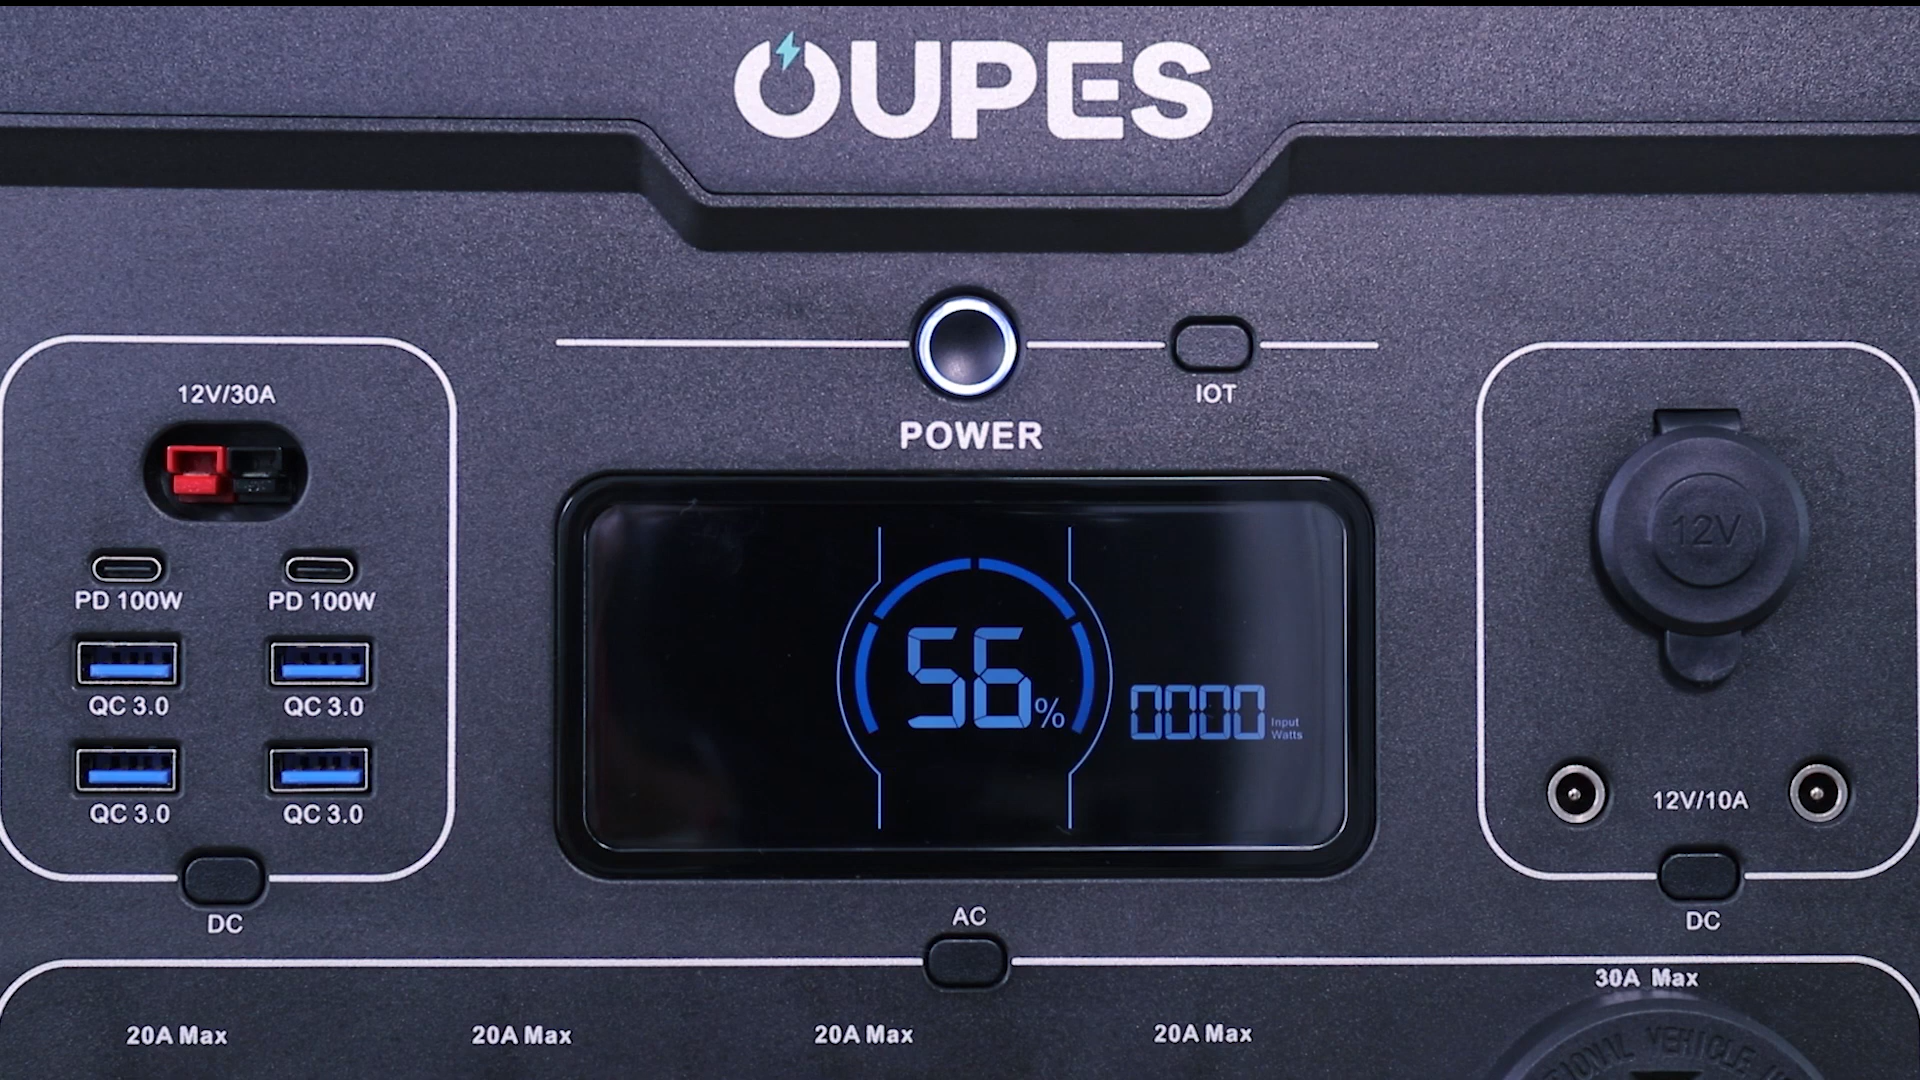 OUPES
POWER
IOT
12V/30A
PD 100W
PD 100W
QC 3.0
QC 3.0
QC 3.0
QC 3.0
DC
56%
0000 Input Watts
12V
12V/10A
DC
AC
20A Max
20A Max
20A Max
20A Max
30A Max
VEHICLE